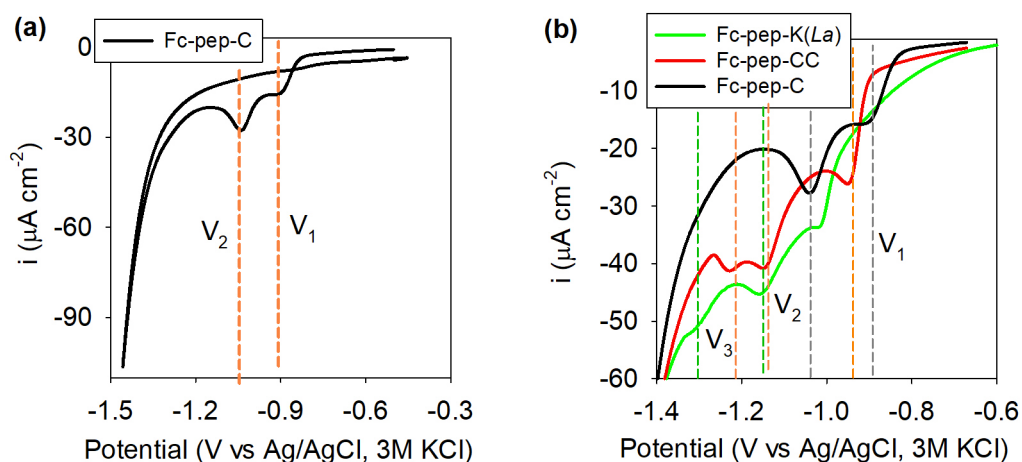 (a)
Fc-pep-C
0
-30
-60
-90
i (µA cm⁻²)
V₂
V₁
-1.5 -1.2 -0.9 -0.6 -0.3
Potential (V vs Ag/AgCl, 3M KCl)
(b)
Fc-pep-K(La)
Fc-pep-CC
Fc-pep-C
-10
-20
-30
-40
-50
-60
i (µA cm⁻²)
V₁
V₂
V₃
-1.4 -1.2 -1.0 -0.8 -0.6
Potential (V vs Ag/AgCl, 3M KCl)